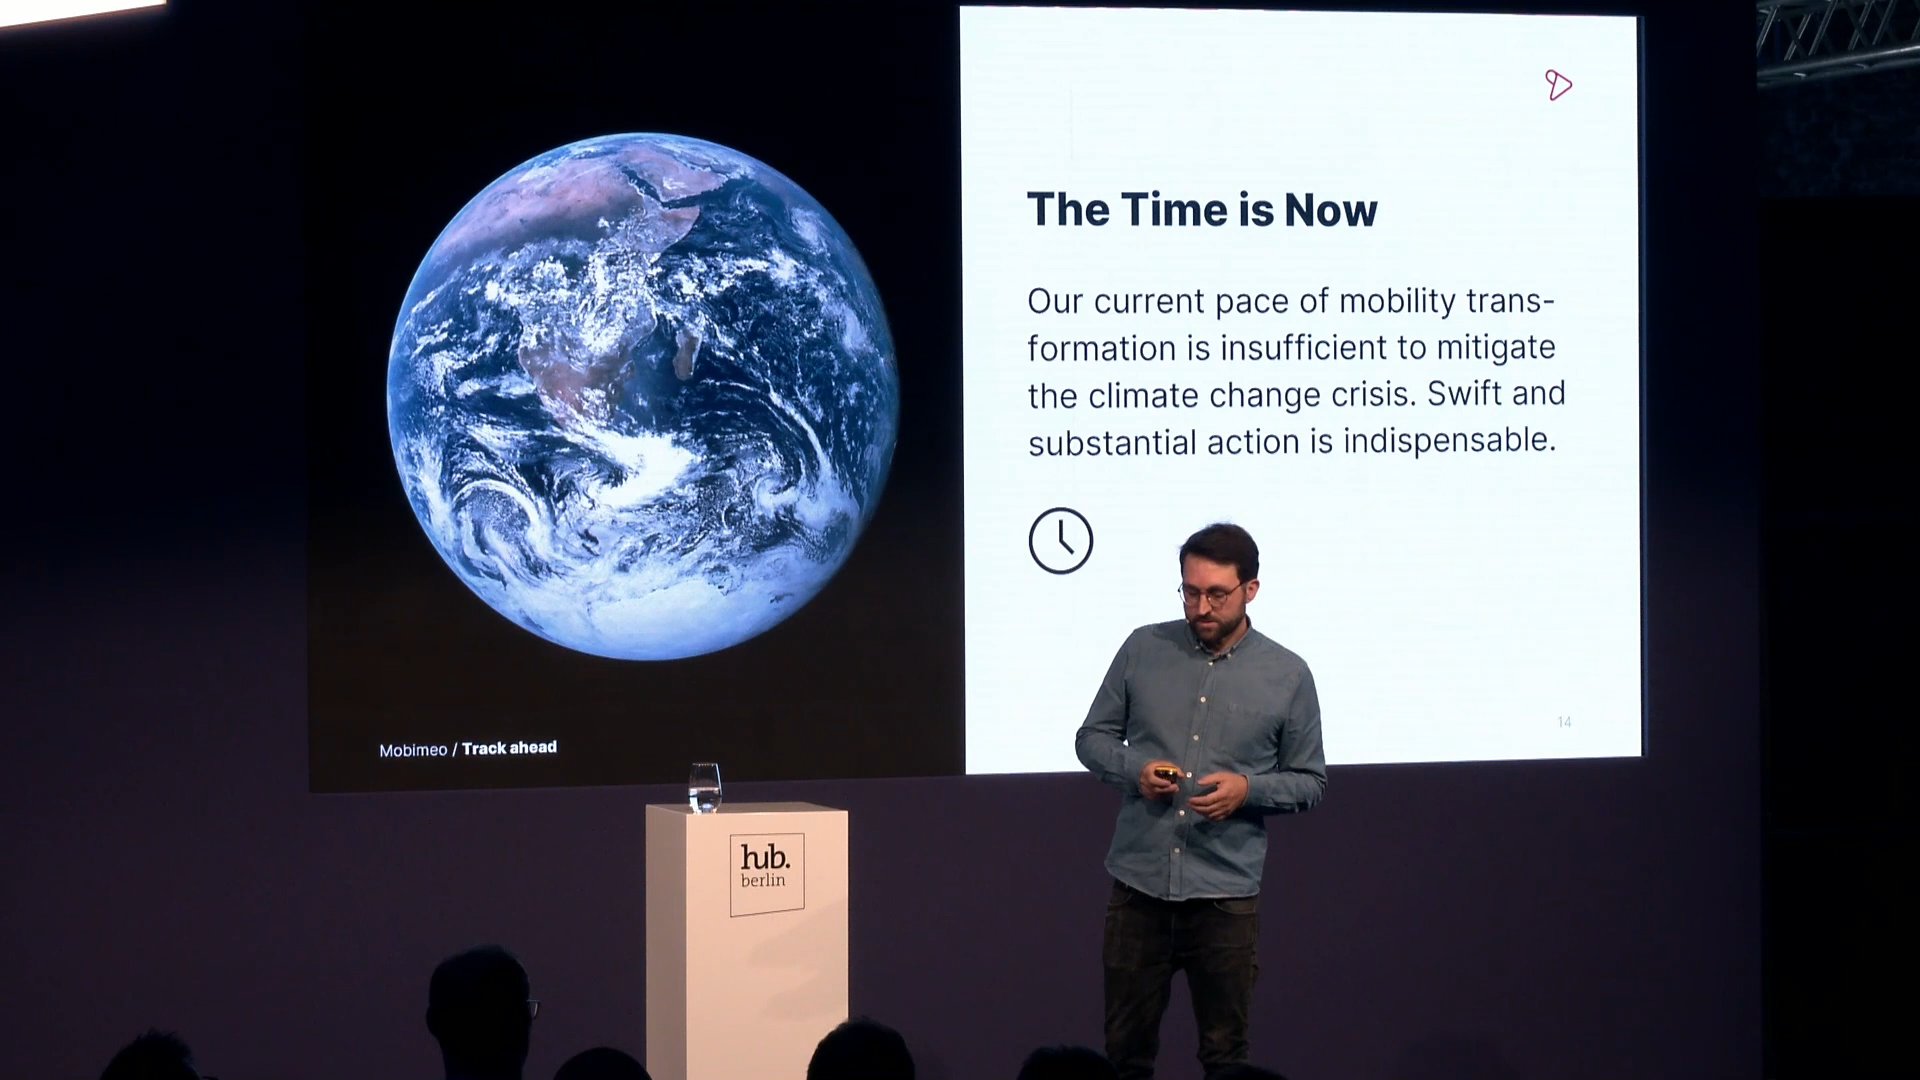 The Time is Now
Our current pace of mobility trans-
formation is insufficient to mitigate
the climate change crisis. Swift and
substantial action is indispensable.
14
Mobimeo / Track ahead
hub.
berlin